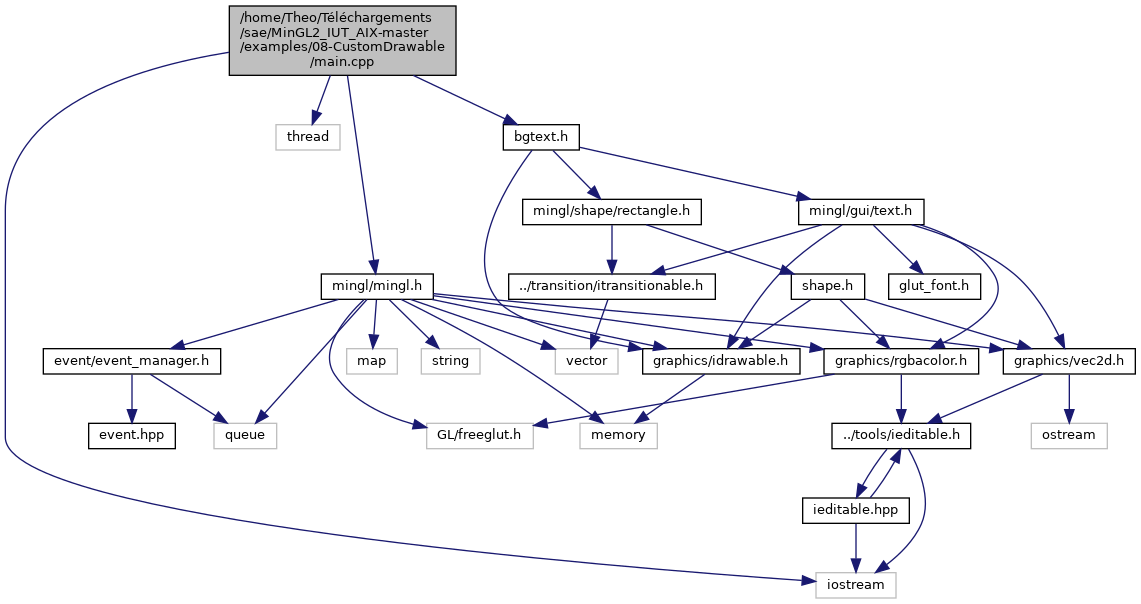 /home/Theo/Téléchargements
/sae/MinGL2_IUT_AIX-master
/examples/08-CustomDrawable
/main.cpp
thread
bgtext.h
mingl/shape/rectangle.h
mingl/gui/text.h
mingl/mingl.h
../transition/itransitionable.h
shape.h
glut_font.h
event/event_manager.h
map
string
vector
graphics/idrawable.h
graphics/rgbacolor.h
graphics/vec2d.h
event.hpp
queue
GL/freeglut.h
memory
../tools/ieditable.h
ostream
ieditable.hpp
iostream